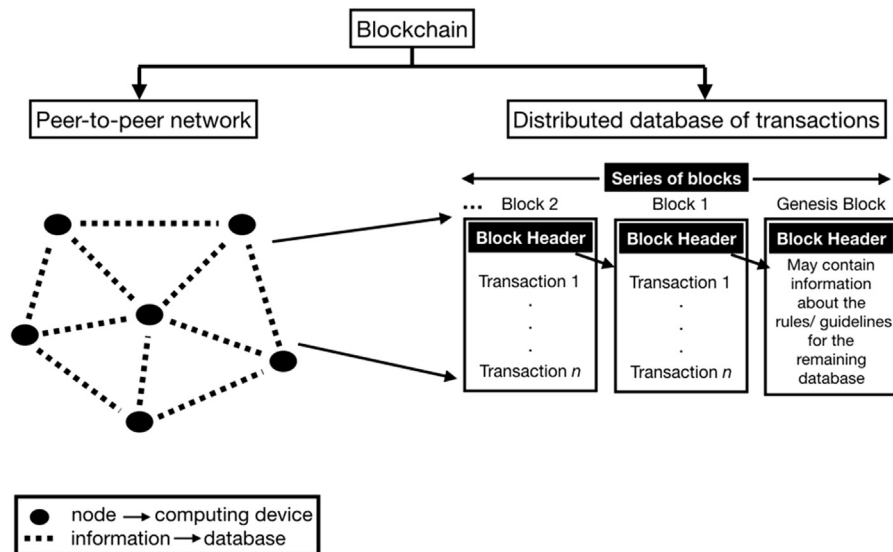 Blockchain
Peer-to-peer network
Distributed database of transactions
Series of blocks
... Block 2
Block 1
Genesis Block
Block Header
Transaction 1
.
.
.
Transaction n
Block Header
Transaction 1
.
.
.
Transaction n
Block Header
May contain
information
about the
rules/ guidelines
for the
remaining
database
node → computing device
information → database